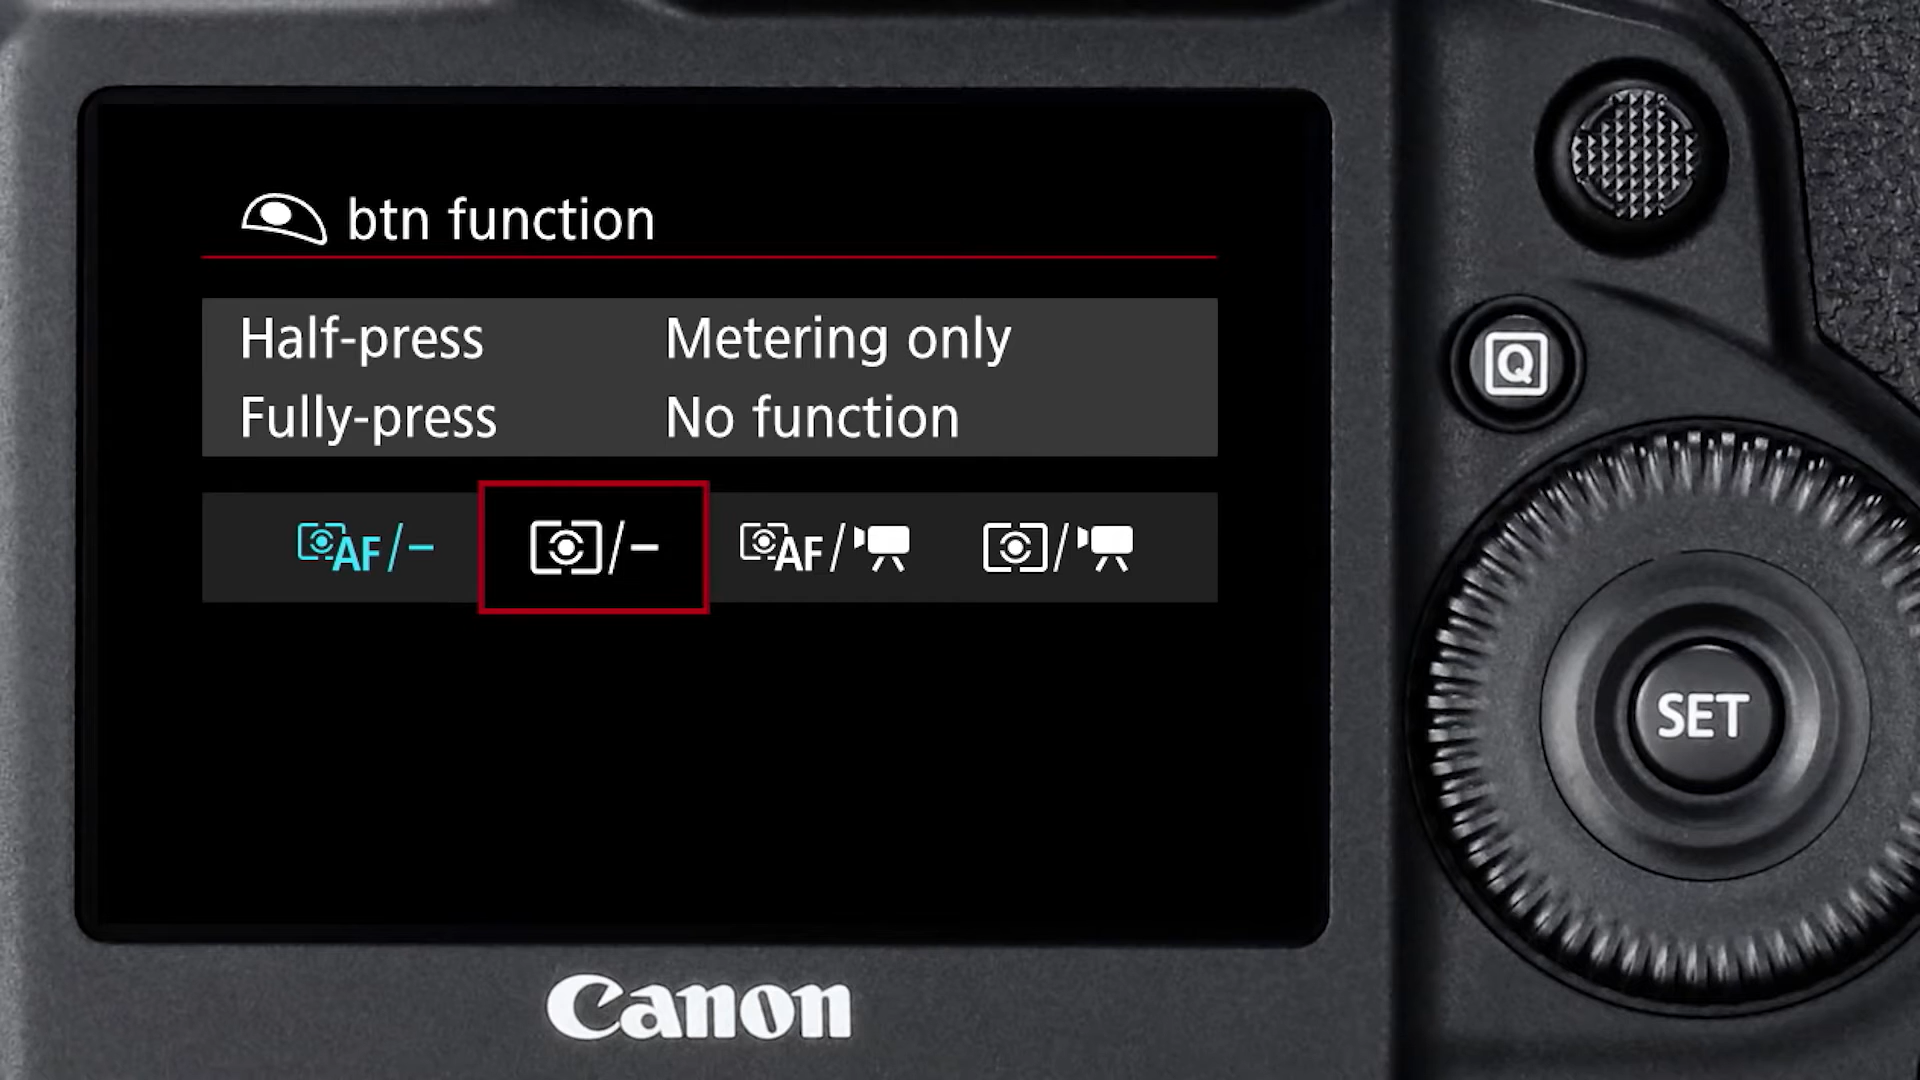 btn function
Half-press Metering only
Fully-press No function
AF/–
/–
AF/
/
Q
SET
Canon